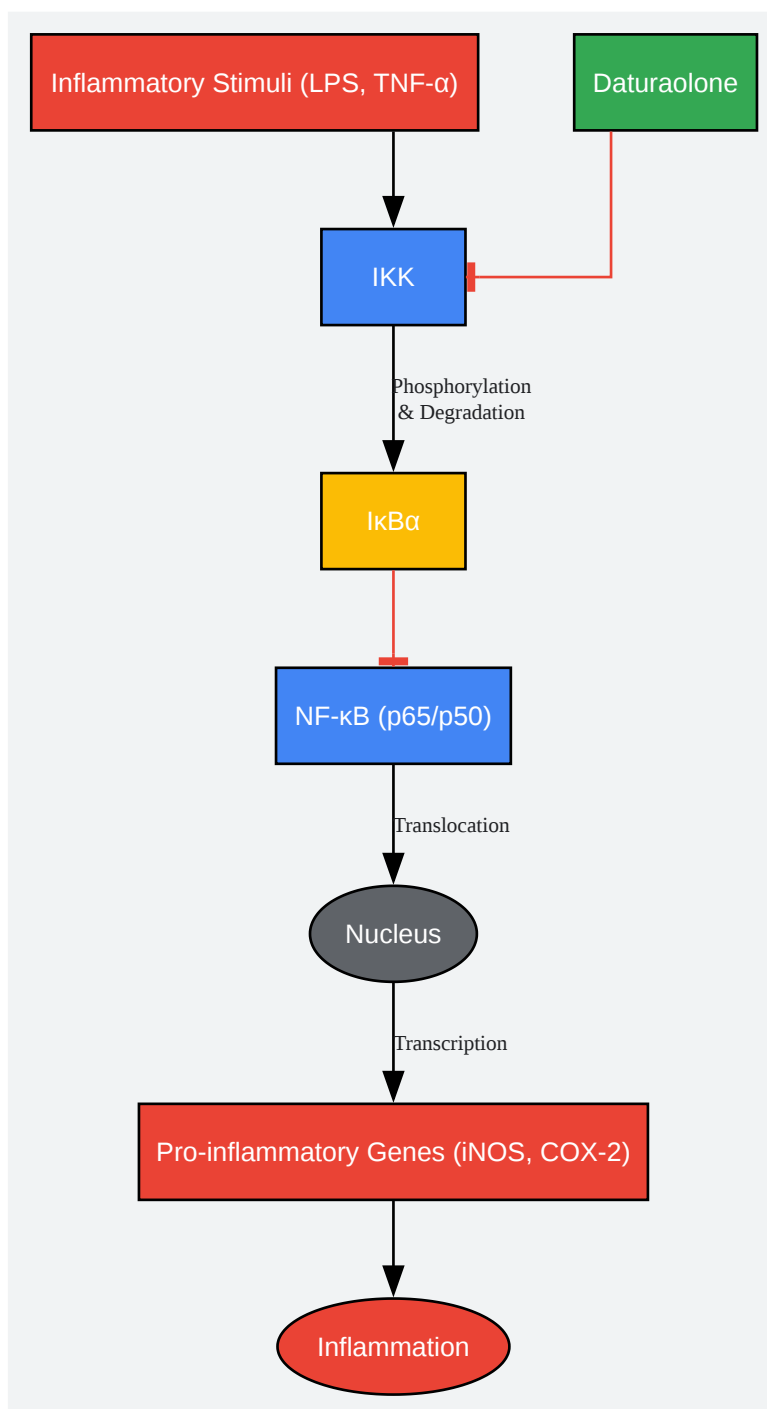 Inflammatory Stimuli (LPS, TNF-α)
Daturaolone
IKK
Phosphorylation
& Degradation
IκBα
NF-κB (p65/p50)
Translocation
Nucleus
Transcription
Pro-inflammatory Genes (iNOS, COX-2)
Inflammation